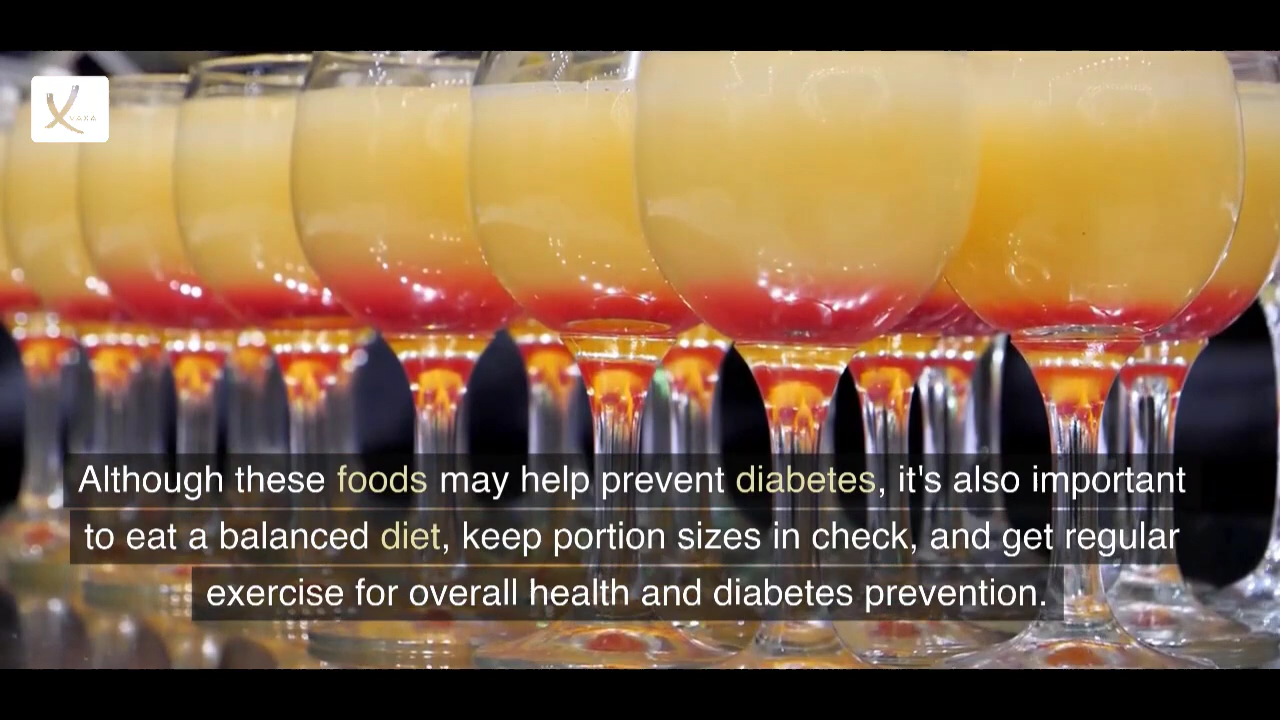 XVAKA
Although these foods may help prevent diabetes, it's also important
to eat a balanced diet, keep portion sizes in check, and get regular
exercise for overall health and diabetes prevention.